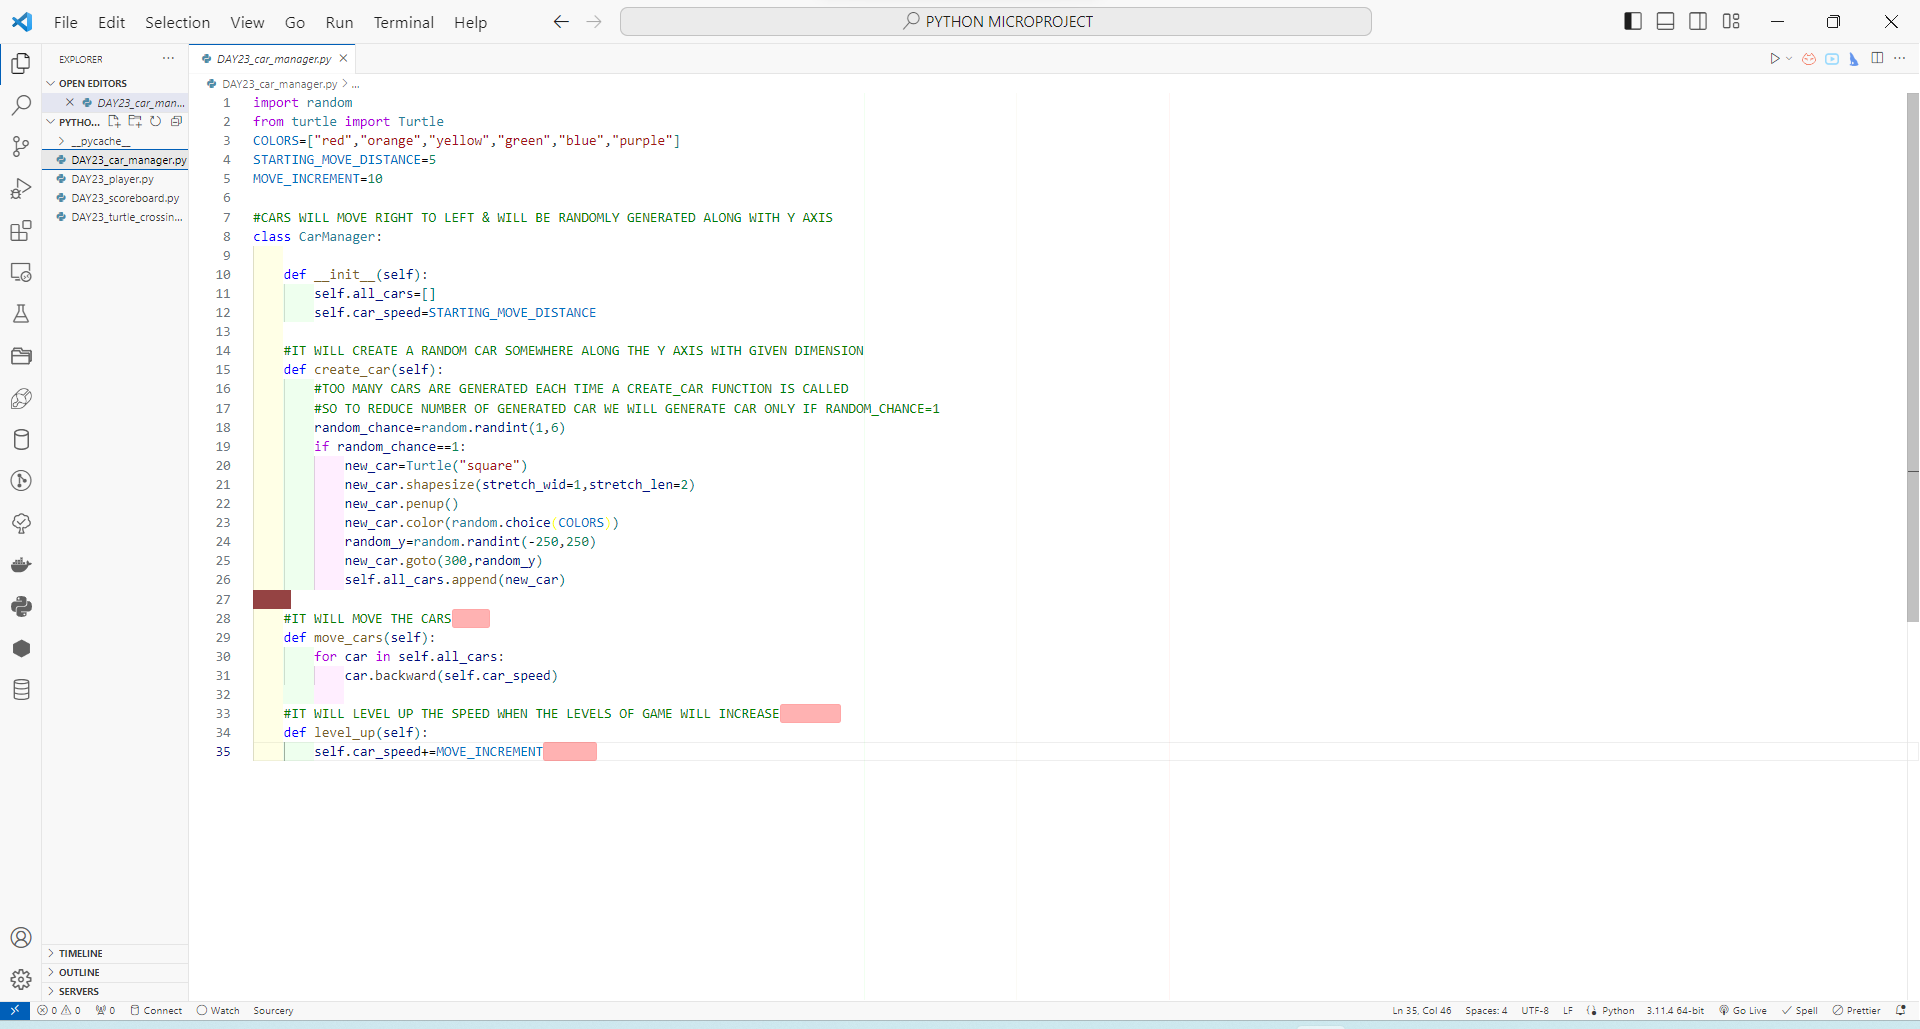 File Edit Selection View Go Run Terminal Help
PYTHON MICROPROJECT
EXPLORER
OPEN EDITORS
DAY23_car_man...
PYTHO...
__pycache__
DAY23_car_manager.py
DAY23_player.py
DAY23_scoreboard.py
DAY23_turtle_crossin...
TIMELINE
OUTLINE
SERVERS
DAY23_car_manager.py
DAY23_car_manager.py > ...
1 import random
2 from turtle import Turtle
3 COLORS=["red","orange","yellow","green","blue","purple"]
4 STARTING_MOVE_DISTANCE=5
5 MOVE_INCREMENT=10
6
7 #CARS WILL MOVE RIGHT TO LEFT & WILL BE RANDOMLY GENERATED ALONG WITH Y AXIS
8 class CarManager:
9
10     def __init__(self):
11         self.all_cars=[]
12         self.car_speed=STARTING_MOVE_DISTANCE
13
14     #IT WILL CREATE A RANDOM CAR SOMEWHERE ALONG THE Y AXIS WITH GIVEN DIMENSION
15     def create_car(self):
16         #TOO MANY CARS ARE GENERATED EACH TIME A CREATE_CAR FUNCTION IS CALLED
17         #SO TO REDUCE NUMBER OF GENERATED CAR WE WILL GENERATE CAR ONLY IF RANDOM_CHANCE=1
18         random_chance=random.randint(1,6)
19         if random_chance==1:
20             new_car=Turtle("square")
21             new_car.shapesize(stretch_wid=1,stretch_len=2)
22             new_car.penup()
23             new_car.color(random.choice(COLORS))
24             random_y=random.randint(-250,250)
25             new_car.goto(300,random_y)
26             self.all_cars.append(new_car)
27
28     #IT WILL MOVE THE CARS
29     def move_cars(self):
30         for car in self.all_cars:
31             car.backward(self.car_speed)
32
33     #IT WILL LEVEL UP THE SPEED WHEN THE LEVELS OF GAME WILL INCREASE
34     def level_up(self):
35         self.car_speed+=MOVE_INCREMENT
0 0 0 Connect Watch Sourcery
Ln 35, Col 46 Spaces: 4 UTF-8 LF Python 3.11.4 64-bit Go Live Spell Prettier